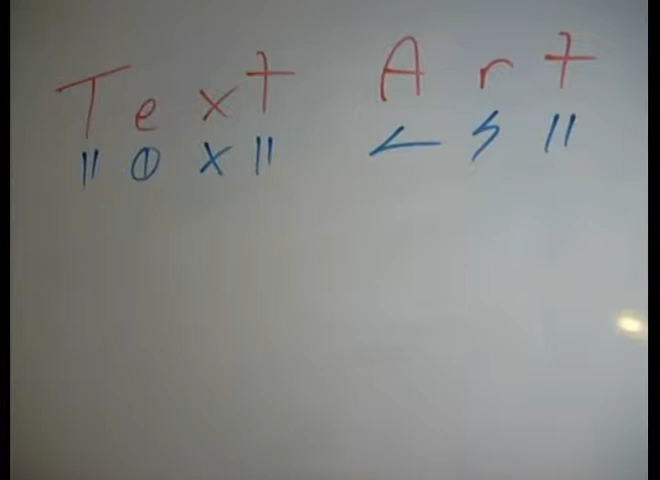 Text Art
|| ⦶ X || < ϟ ||